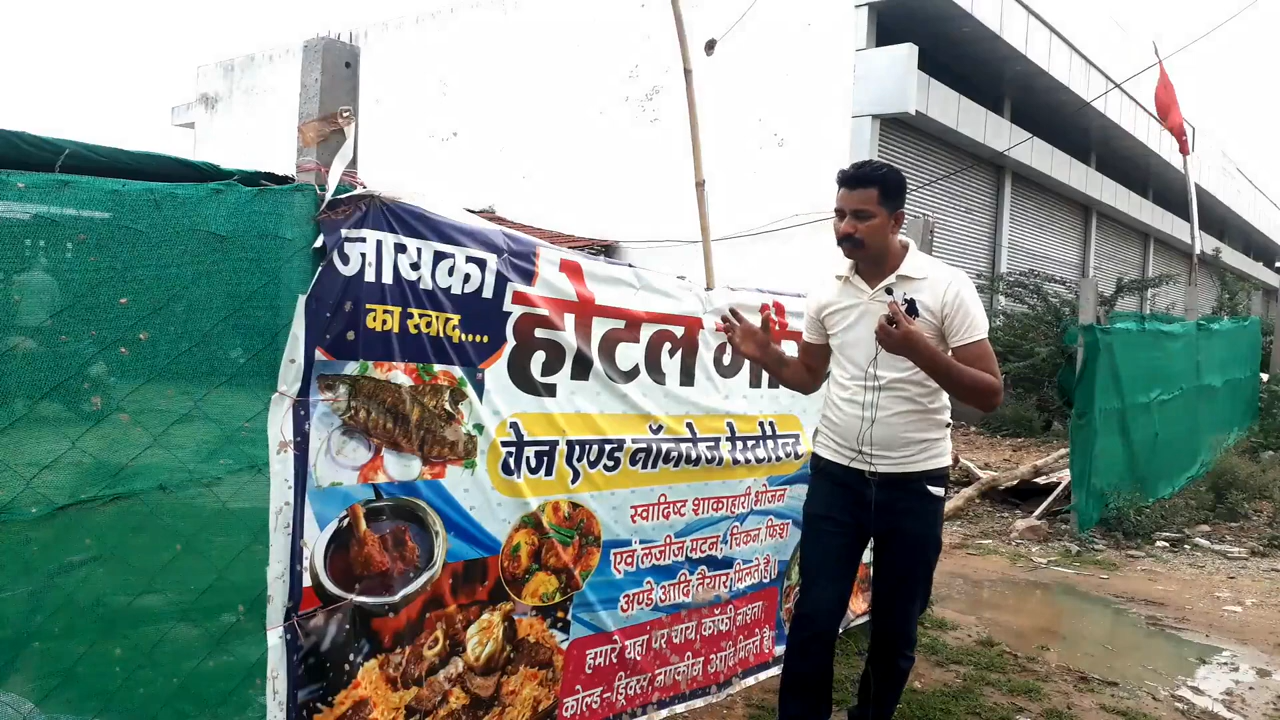 जायका
का स्वाद....
होटल
वेज एण्ड नॉनवेज रेस्टोरेन्ट
स्वादिष्ट शाकाहारी भोजन
एवं लजीज मटन, चिकन,फिश
अण्डे आदि तैयार मिलते है।
हमारे यहां पर चाय,कॉफी,नाश्ता,
कोल्ड-ड्रिंक्स,नमकीन आदि मिलते है।